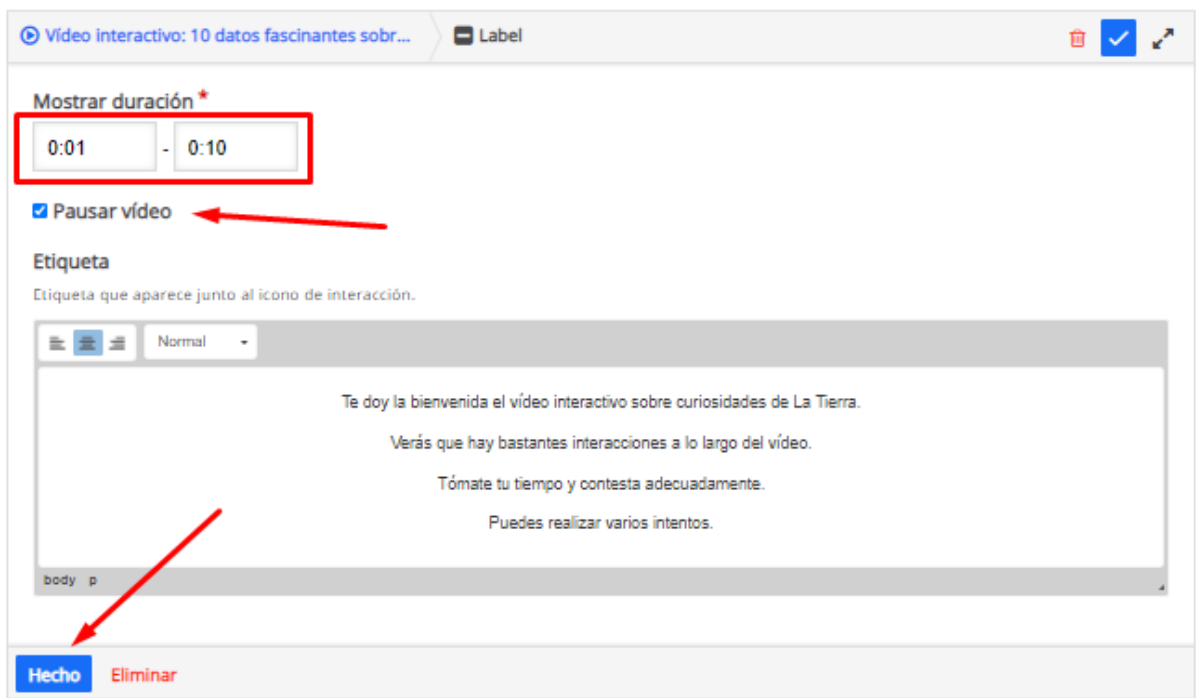 Vídeo interactivo: 10 datos fascinantes sobr... Label
Mostrar duración *
0:01 - 0:10
Pausar vídeo
Etiqueta
Etiqueta que aparece junto al icono de interacción.
Normal
Te doy la bienvenida el vídeo interactivo sobre curiosidades de La Tierra.
Verás que hay bastantes interacciones a lo largo del vídeo.
Tómate tu tiempo y contesta adecuadamente.
Puedes realizar varios intentos.
body p
Hecho Eliminar